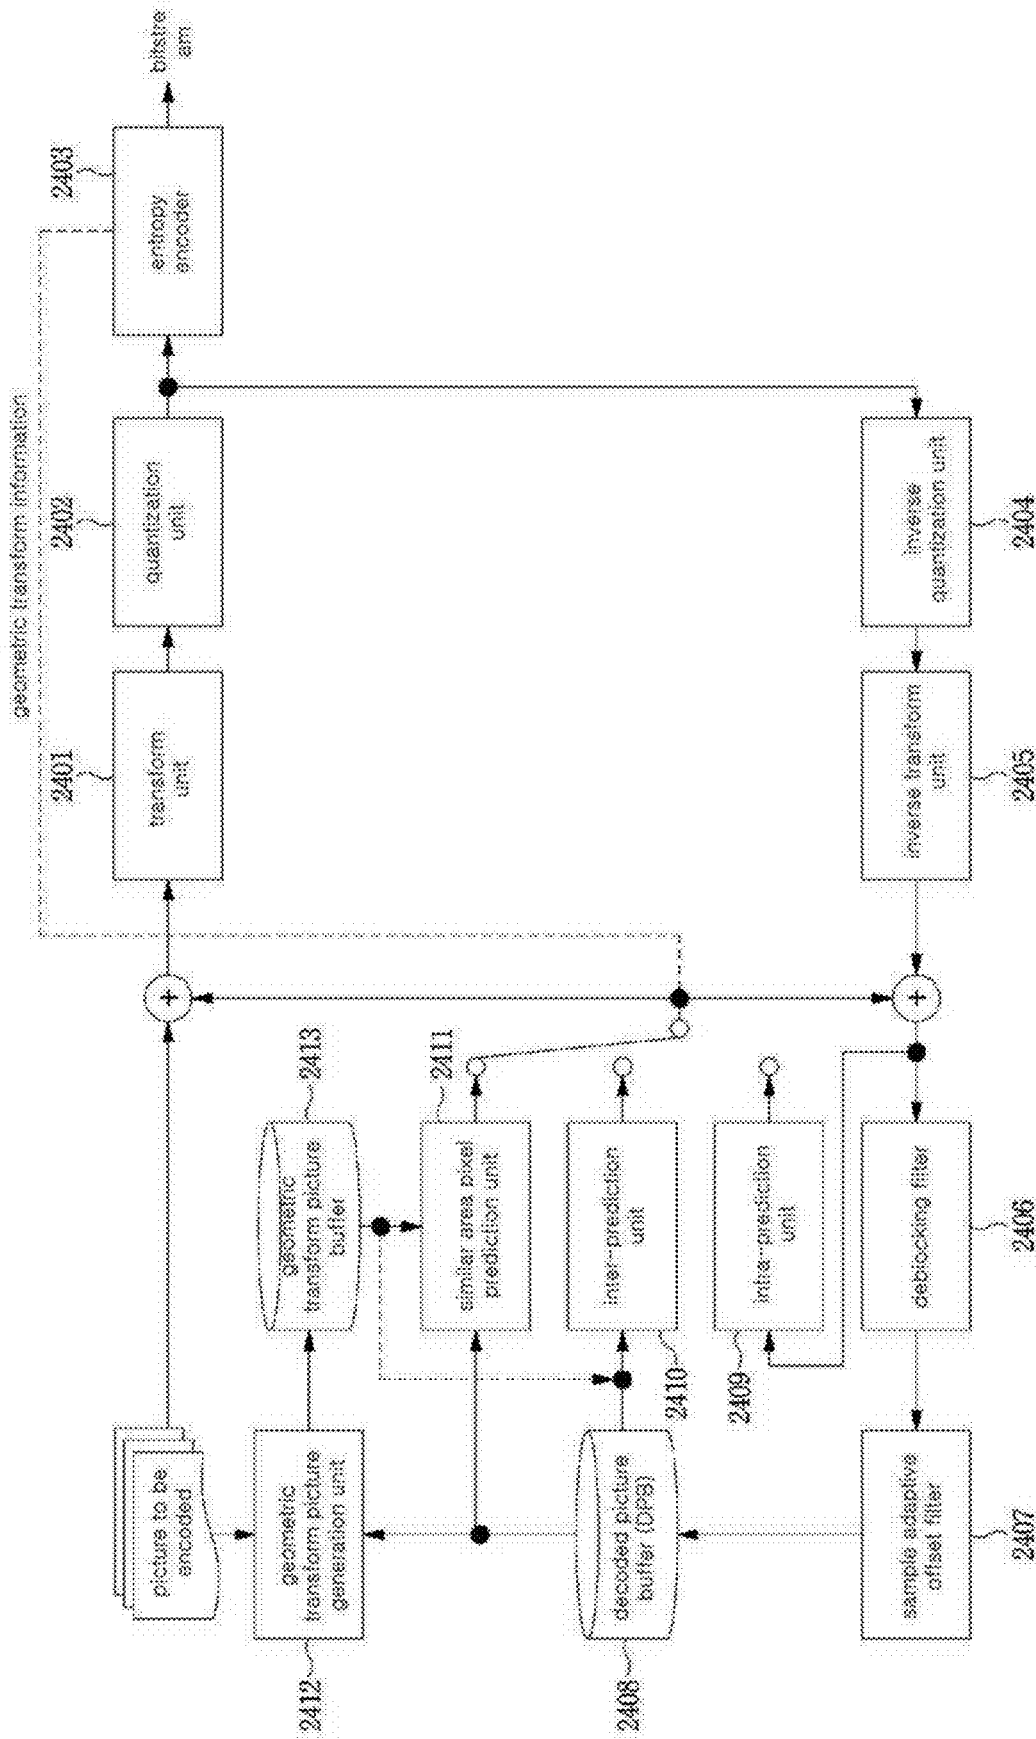 geometric transform information
picture to be
encoded
2401
transform
unit
2402
quantization
unit
2403
entropy
encoder
bitstre
am
2412
geometric
transform picture
generation unit
2413
geometric
transform picture
buffer
2411
similar area pixel
prediction unit
2408
decoded picture
buffer (DPB)
2410
inter-prediction
unit
2409
intra-prediction
unit
2407
sample adaptive
offset filter
2406
deblocking filter
2405
inverse transform
unit
2404
inverse
quantization unit
+
+